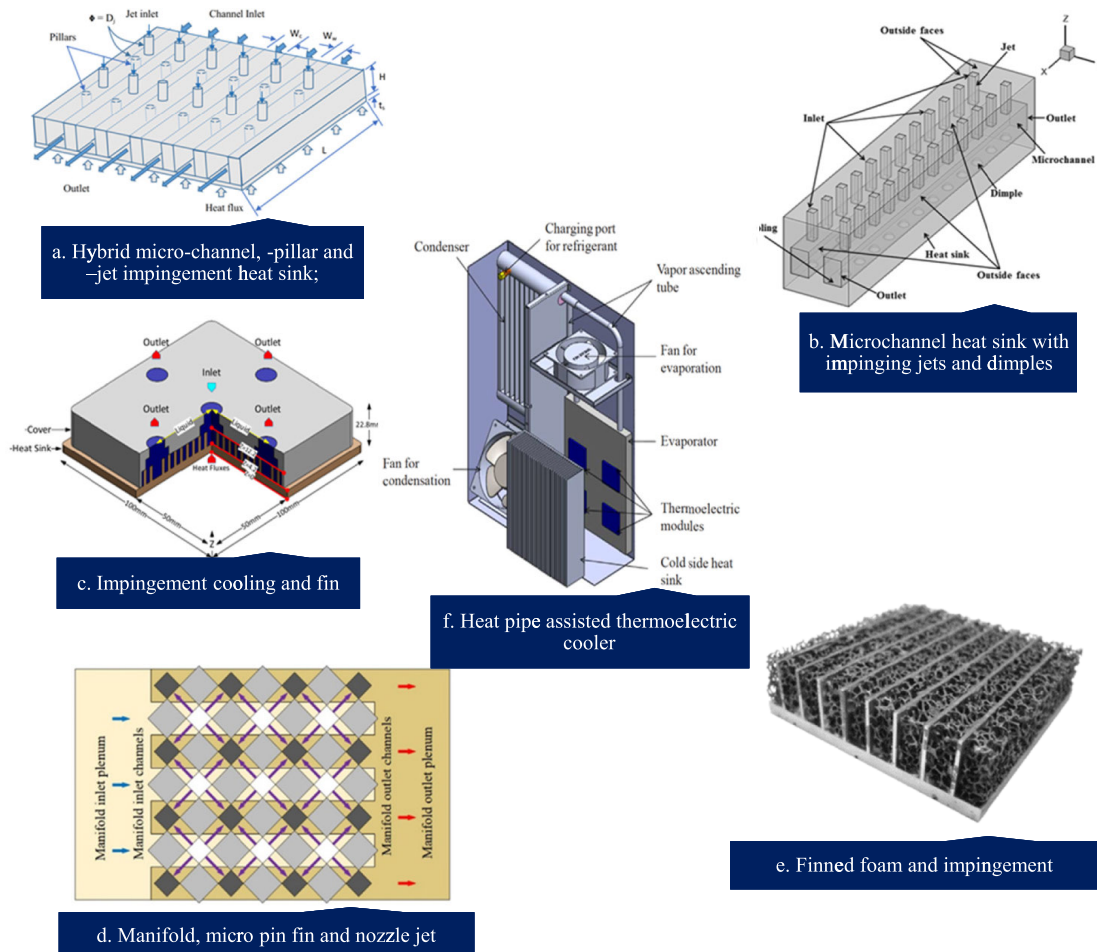 Jet inlet
Channel Inlet
Φ = Dj
Pillars
Wc
Ww
H
ts
L
Outlet
Heat flux
a. Hybrid micro-channel, -pillar and
–jet impingement heat sink;
Z
X
Outside faces
Jet
Inlet
Outlet
Microchannel
Dimple
Heat sink
Outside faces
Outlet
b. Microchannel heat sink with
impinging jets and dimples
Outlet
Outlet
Inlet
Outlet
Outlet
Liquid
Liquid
-Cover
-Heat Sink
Heat Fluxes
22.8m
100mm
50mm
50mm
100mm
Z
c. Impingement cooling and fin
Condenser
Charging port
for refrigerant
Vapor ascending
tube
Fan for
evaporation
Evaporator
Fan for
condensation
Thermoelectric
modules
Cold side heat
sink
f. Heat pipe assisted thermoelectric
cooler
Manifold inlet plenum
Manifold inlet channels
Manifold outlet channels
Manifold outlet plenum
d. Manifold, micro pin fin and nozzle jet
e. Finned foam and impingement